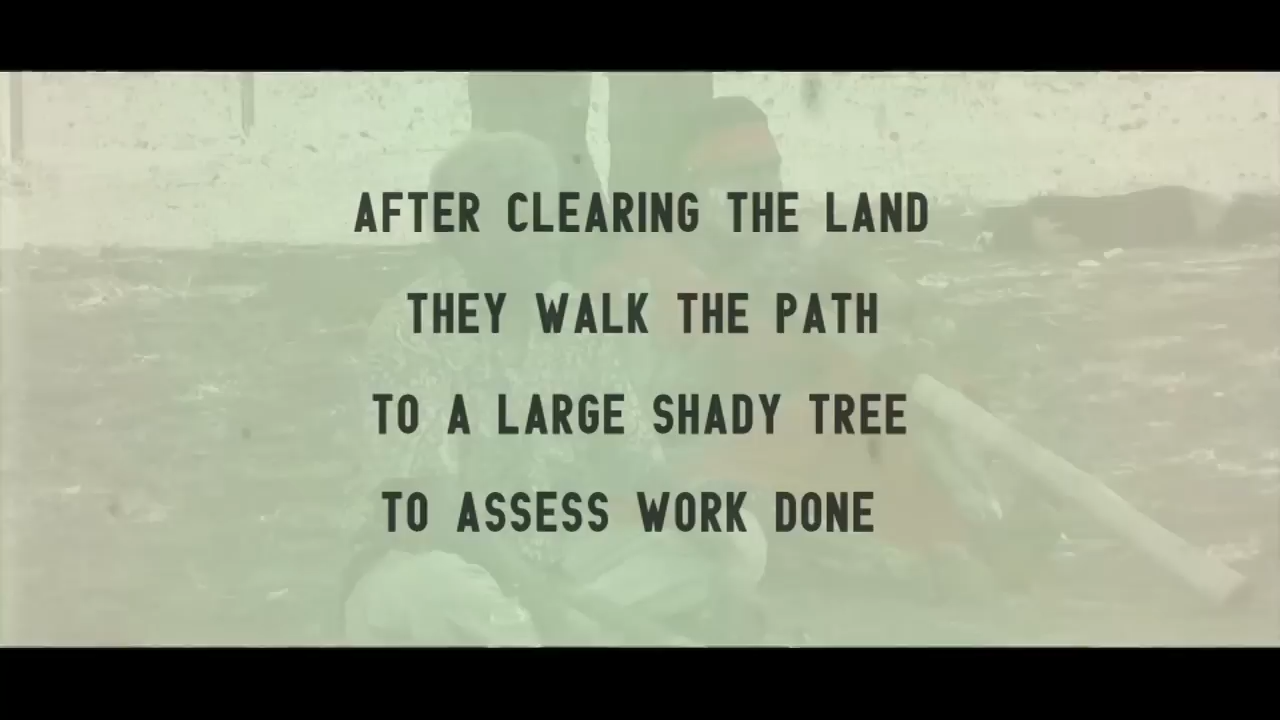 AFTER CLEARING THE LAND
THEY WALK THE PATH
TO A LARGE SHADY TREE
TO ASSESS WORK DONE